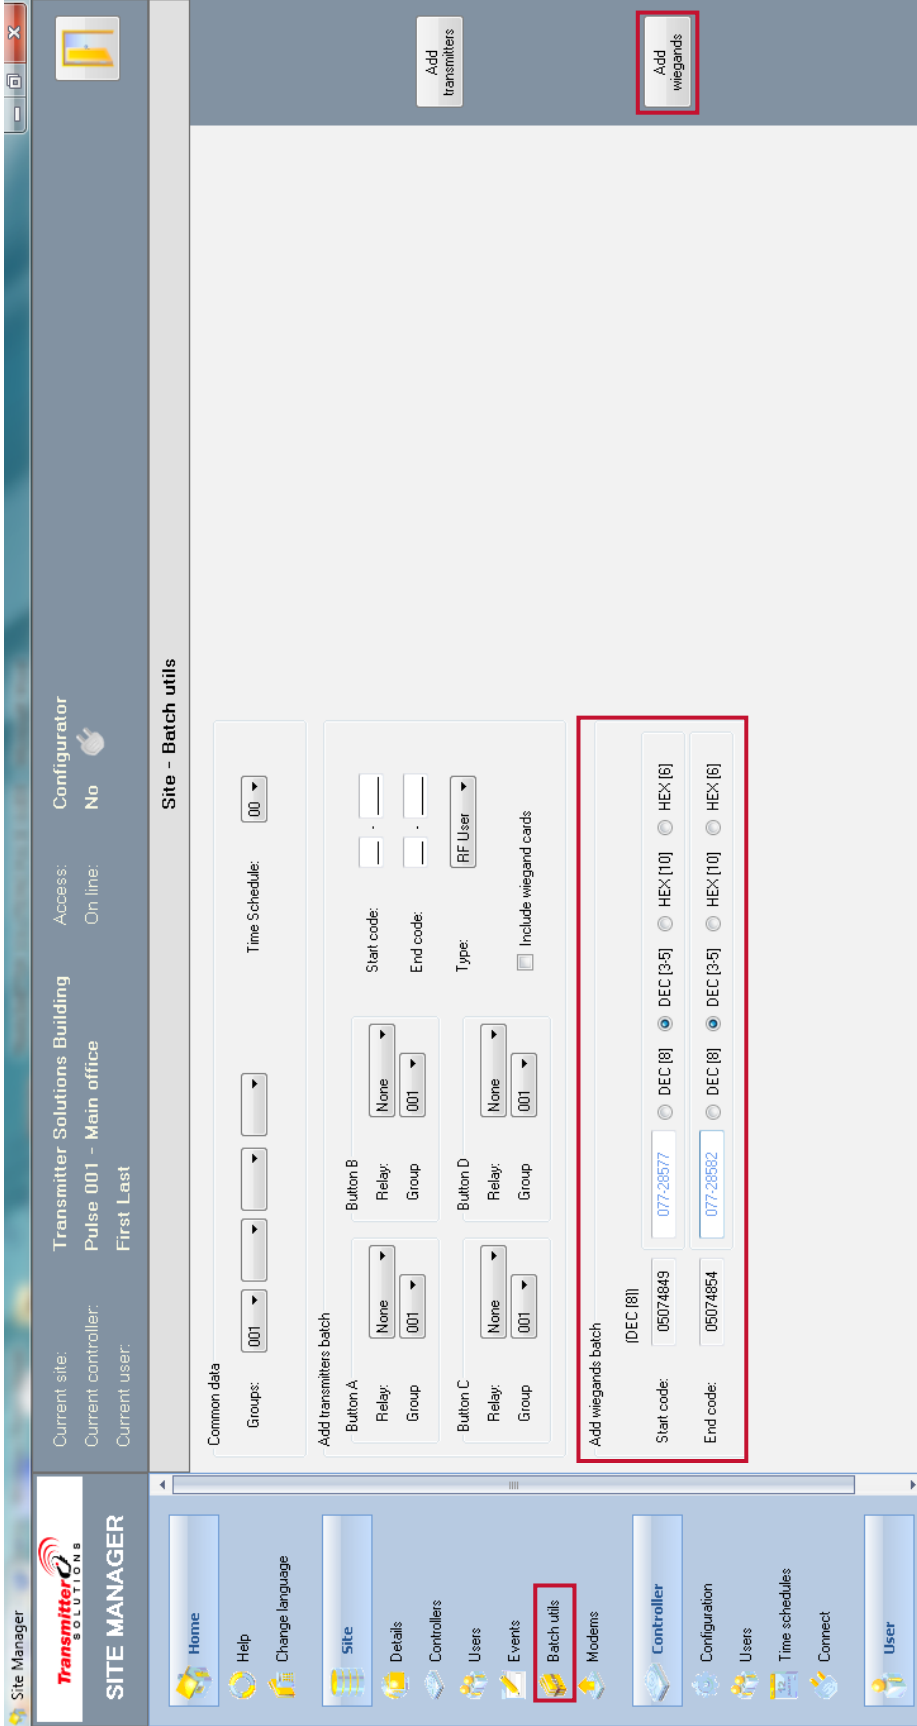 Site Manager
Transmitter
SOLUTIONS
SITE MANAGER
Current site: Transmitter Solutions Building Access: Configurator
Current controller: Pulse 001 - Main office On line: No
Current user: First Last
Site - Batch utils
Home
Help
Change language
Site
Details
Controllers
Users
Events
Batch utils
Modems
Controller
Configuration
Users
Time schedules
Connect
User
Common data
Groups: 001 Time Schedule: 00
Add transmitters batch
Button A
Relay: None
Group 001
Button B
Relay: None
Group 001
Button C
Relay: None
Group 001
Button D
Relay: None
Group 001
Start code: __ - ___
End code: __ - ___
Type: RF User
Include wiegand cards
Add wiegands batch
(DEC [8])
Start code: 05074849 077-28577 DEC [8] DEC [3-5] HEX [10] HEX [6]
End code: 05074854 077-28582 DEC [8] DEC [3-5] HEX [10] HEX [6]
Add
transmitters
Add
wiegands